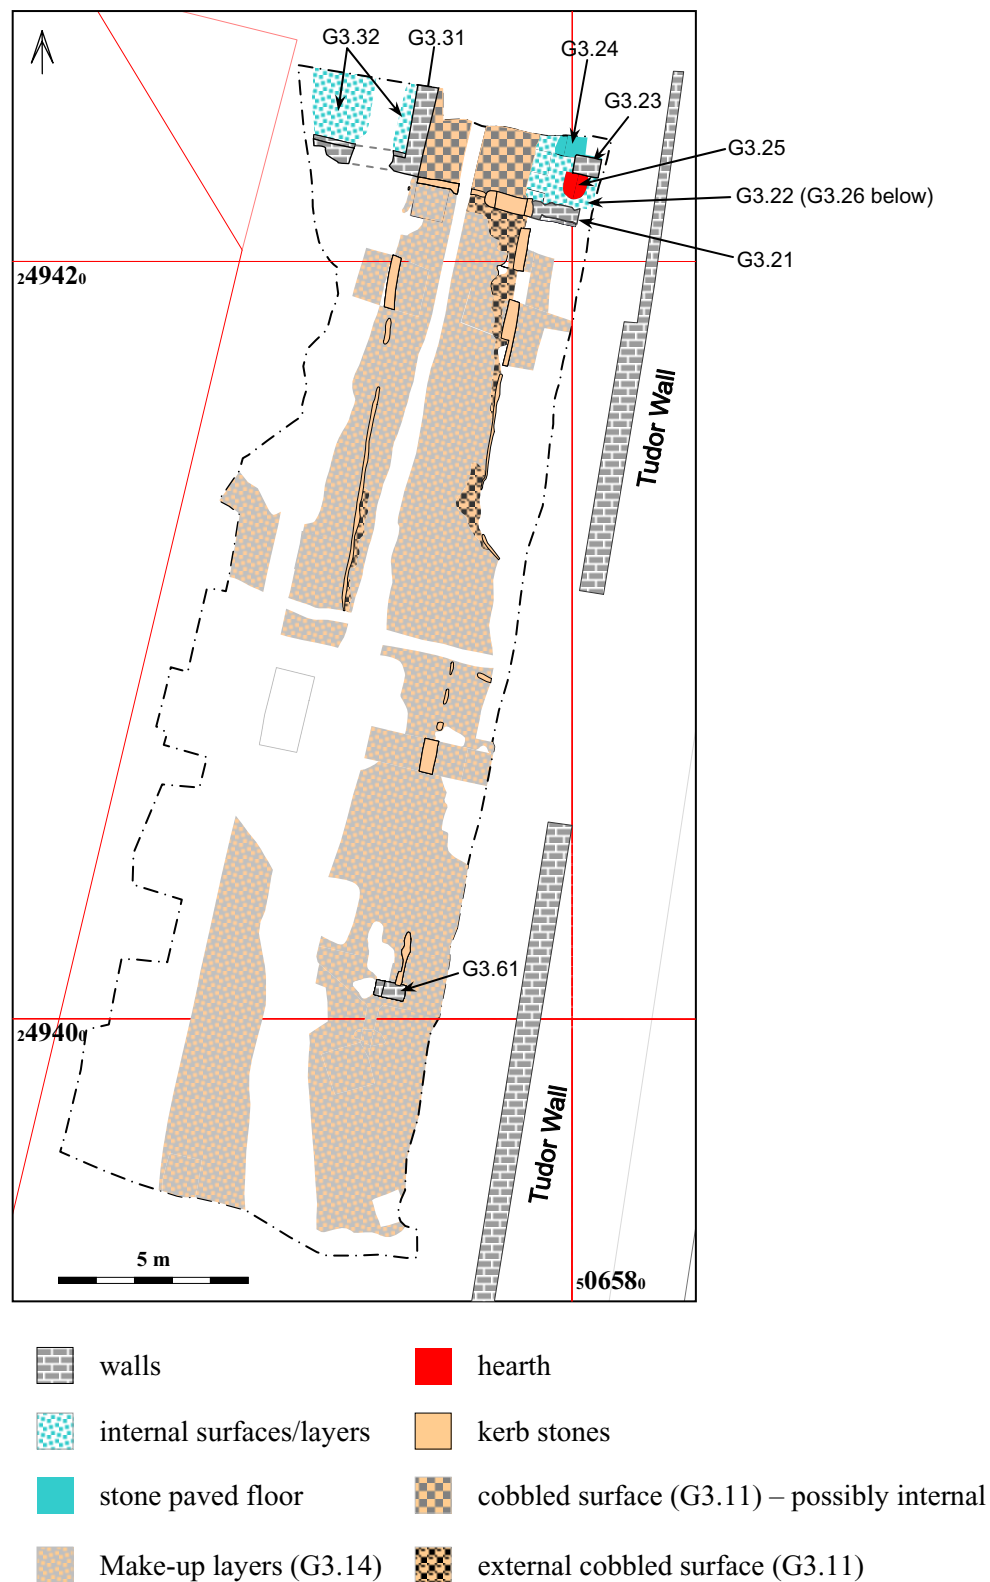 G3.32
G3.31
G3.24
G3.23
G3.25
G3.22 (G3.26 below)
G3.21
249420
Tudor Wall
G3.61
249400
Tudor Wall
5 m
506580
walls
hearth
internal surfaces/layers
kerb stones
stone paved floor
cobbled surface (G3.11) – possibly internal
Make-up layers (G3.14)
external cobbled surface (G3.11)